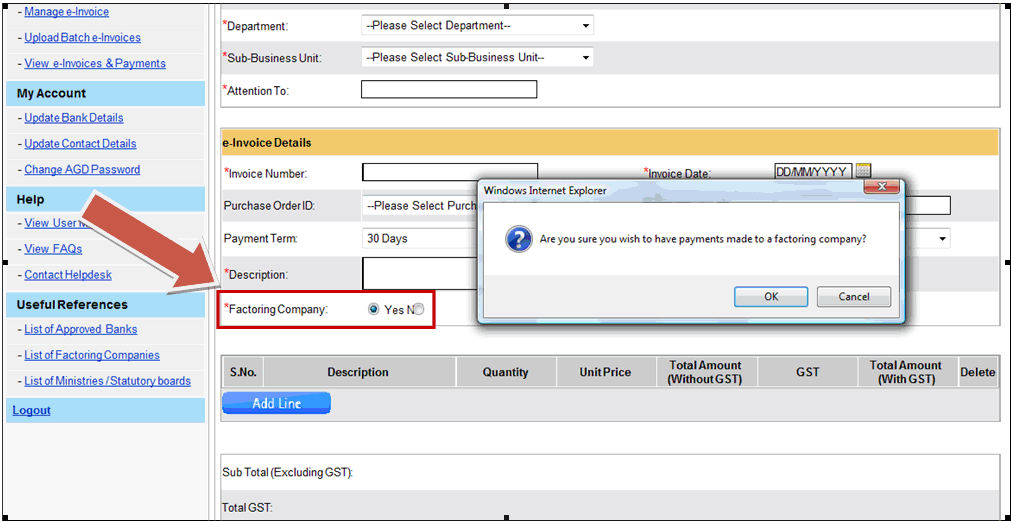 - Manage e-Invoice
- Upload Batch e-Invoices
- View e-Invoices & Payments
My Account
- Update Bank Details
- Update Contact Details
- Change AGD Password
Help
- View User
- View FAQs
- Contact Helpdesk
Useful References
- List of Approved Banks
- List of Factoring Companies
- List of Ministries/Statutory boards
Logout
*Department: --Please Select Department--
*Sub-Business Unit: --Please Select Sub-Business Unit--
*Attention To:
e-Invoice Details
*Invoice Number: *Invoice Date: DD/MM/YYYY
Purchase Order ID: --Please Select Purch
Payment Term: 30 Days
*Description:
*Factoring Company: Yes N
Windows Internet Explorer
Are you sure you wish to have payments made to a factoring company?
OK Cancel
S.No. Description Quantity Unit Price Total Amount (Without GST) GST Total Amount (With GST) Delete
Add Line
Sub Total (Excluding GST):
Total GST: